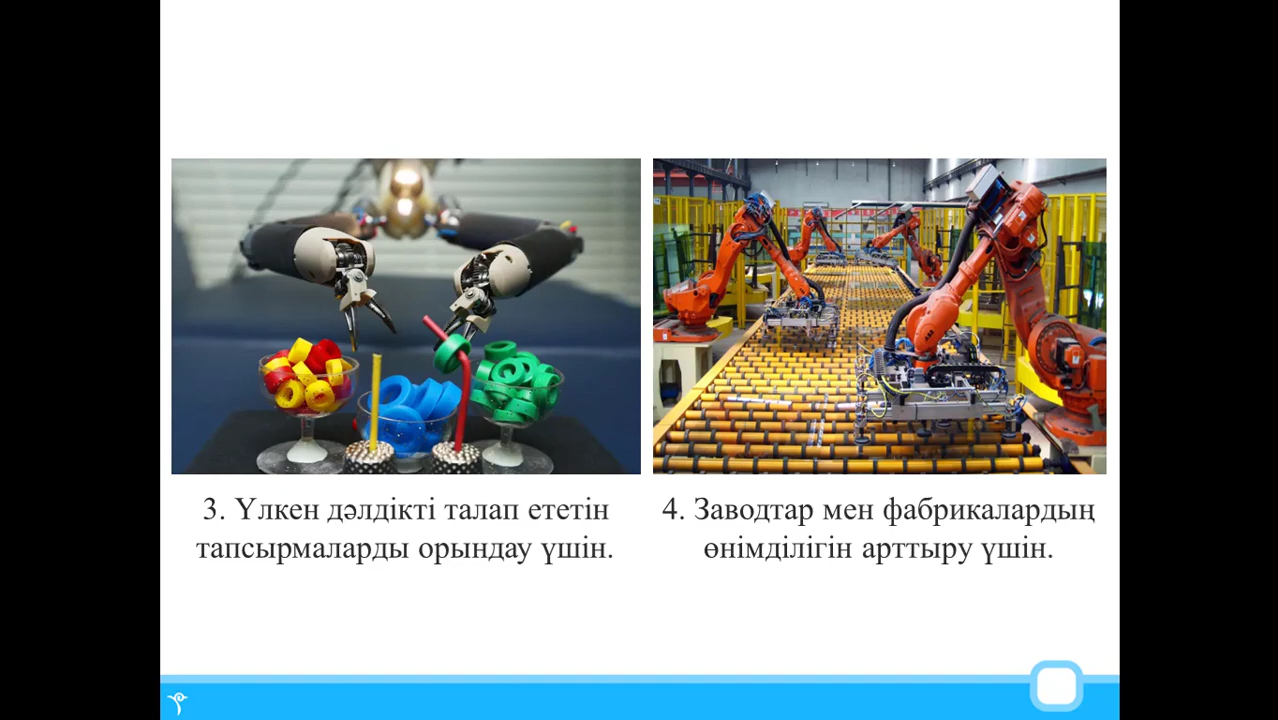 3. Үлкен дәлдікті талап ететін
тапсырмаларды орындау үшін.
4. Заводтар мен фабрикалардың
өнімділігін арттыру үшін.